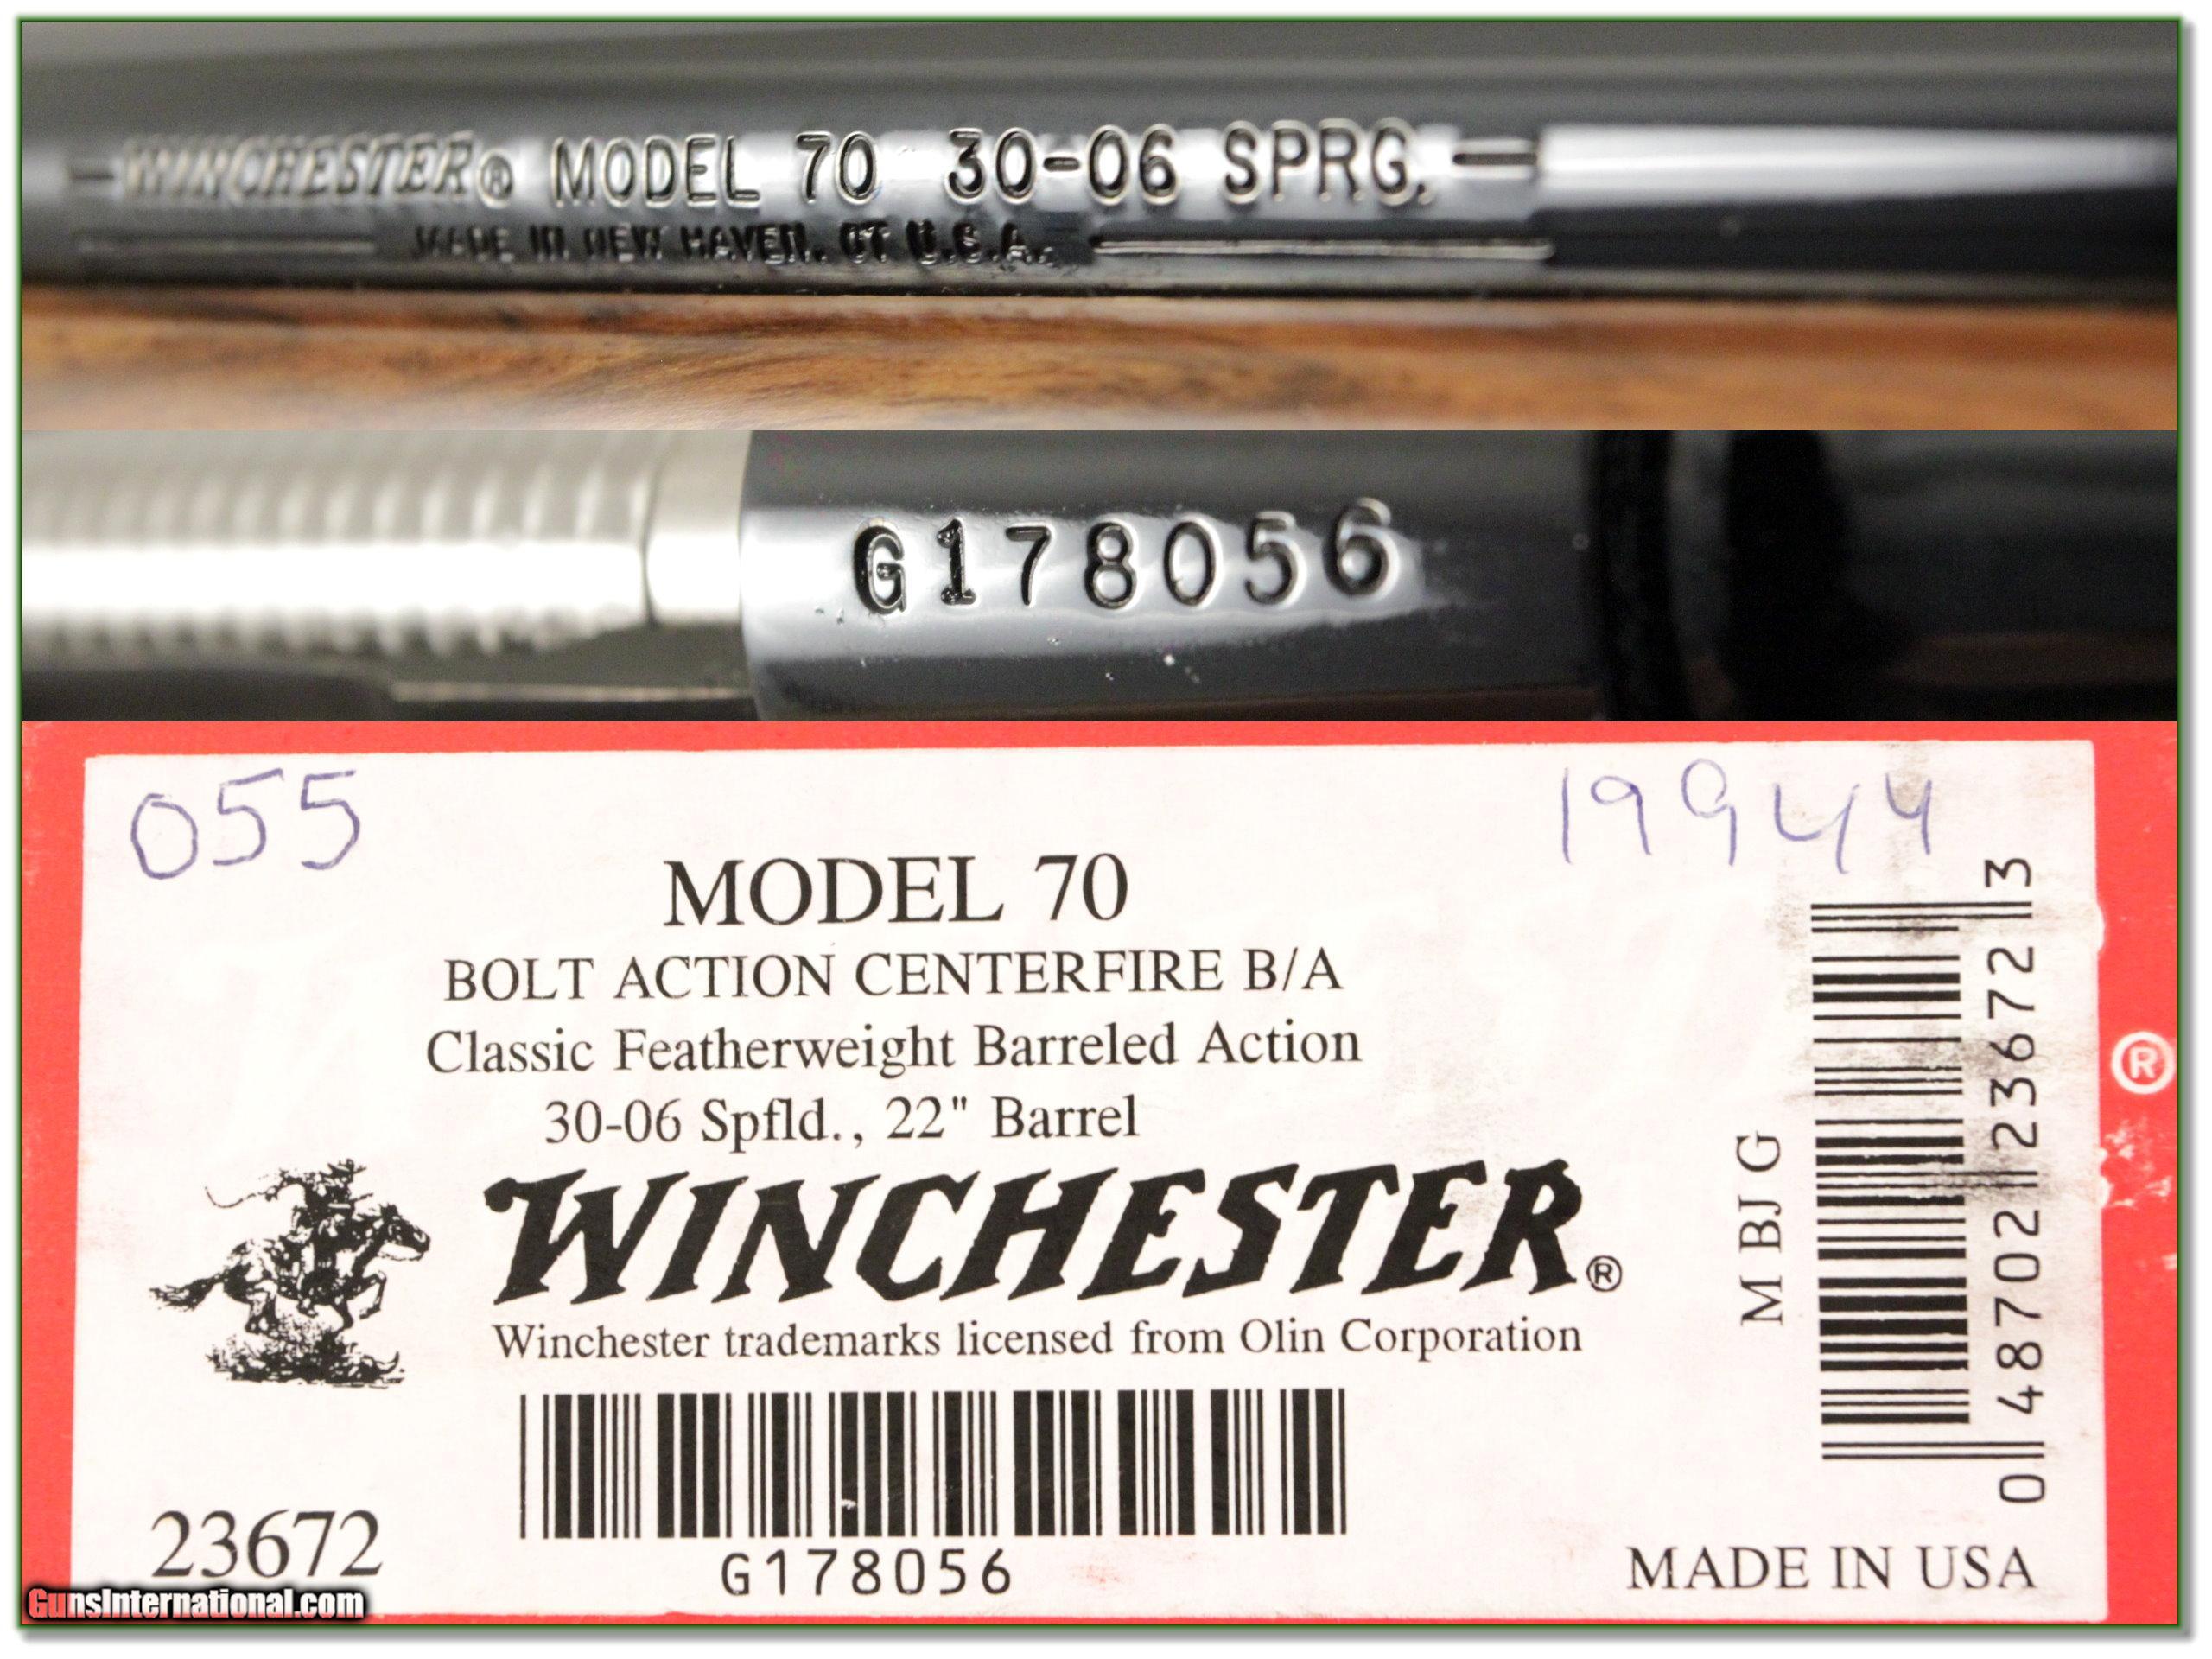 WINCHESTER® MODEL 70 30-06 SPRG.
MADE IN NEW HAVEN. CT U.S.A.
G178056
055
19944
MODEL 70
BOLT ACTION CENTERFIRE B/A
Classic Featherweight Barreled Action
30-06 Spfld., 22" Barrel
WINCHESTER®
Winchester trademarks licensed from Olin Corporation
M BJ G
0 48702 23672 3
®
23672
G178056
MADE IN USA
GunsInternational.com